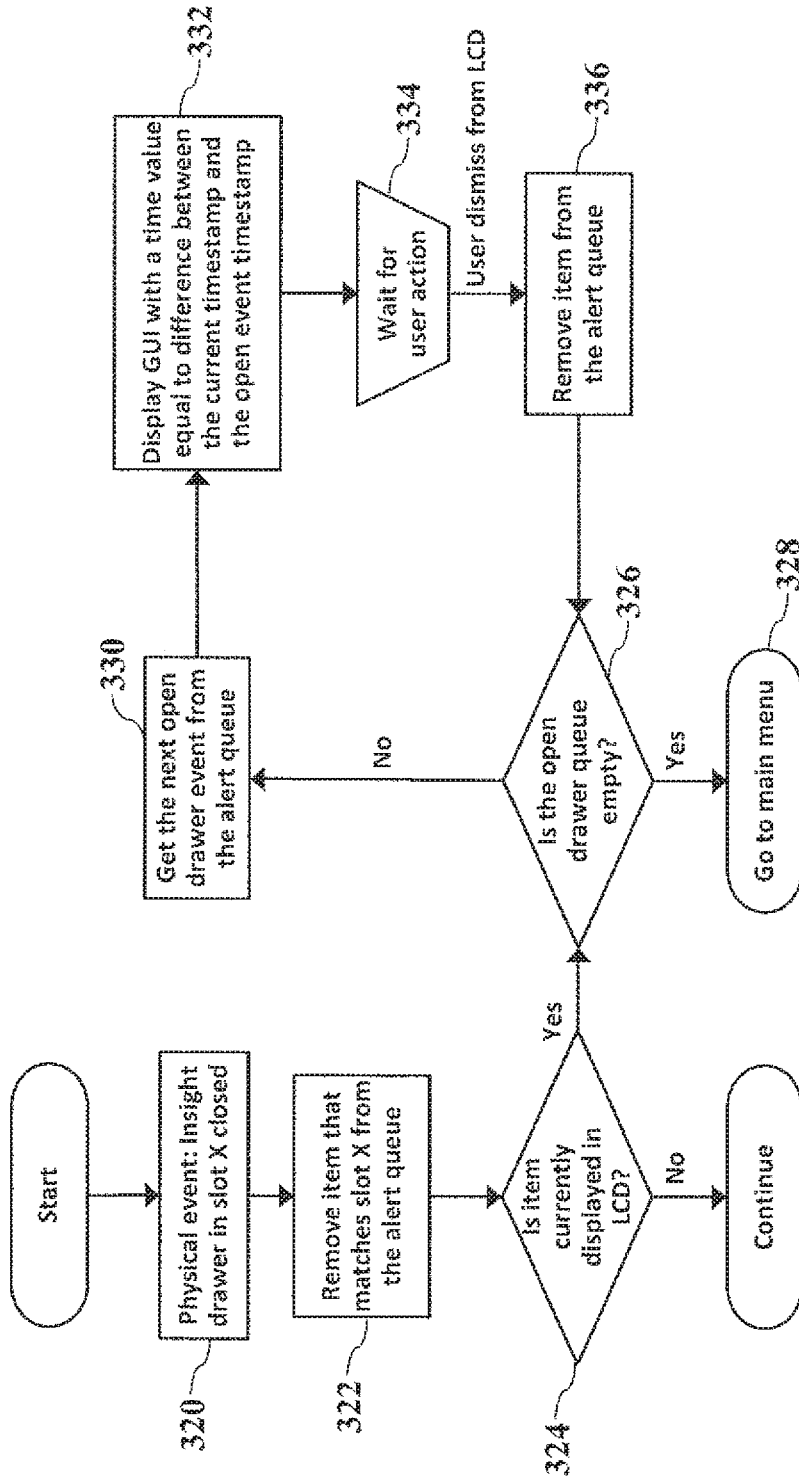 Start
Physical event: Insight
drawer in slot X closed
320
Remove item that
matches slot X from
the alert queue
322
Is item
currently
displayed in
LCD?
324
No
Continue
Yes
Is the open
drawer queue
empty?
326
Yes
Go to main menu
328
No
Get the next open
drawer event from
the alert queue
330
Display GUI with a time value
equal to difference between
the current timestamp and
the open event timestamp
332
Wait for
user action
334
User dismiss from LCD
Remove item from
the alert queue
336